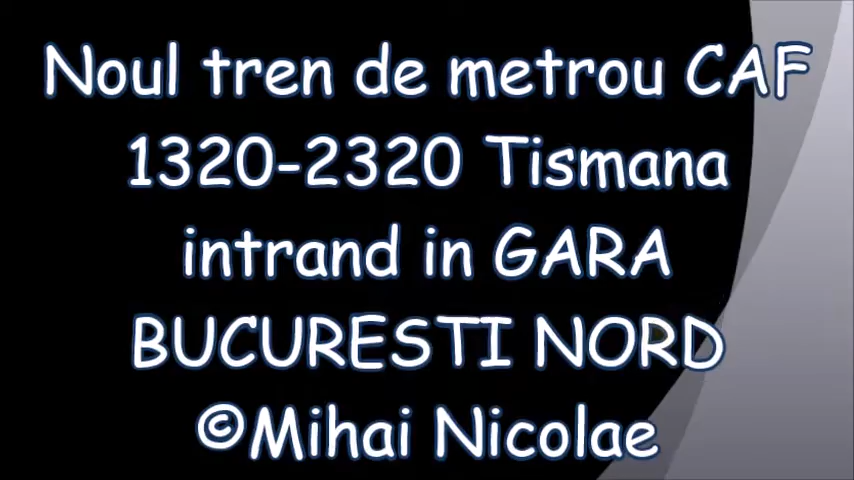 Noul tren de metrou CAF
1320-2320 Tismana
intrand in GARA
BUCURESTI NORD
©Mihai Nicolae